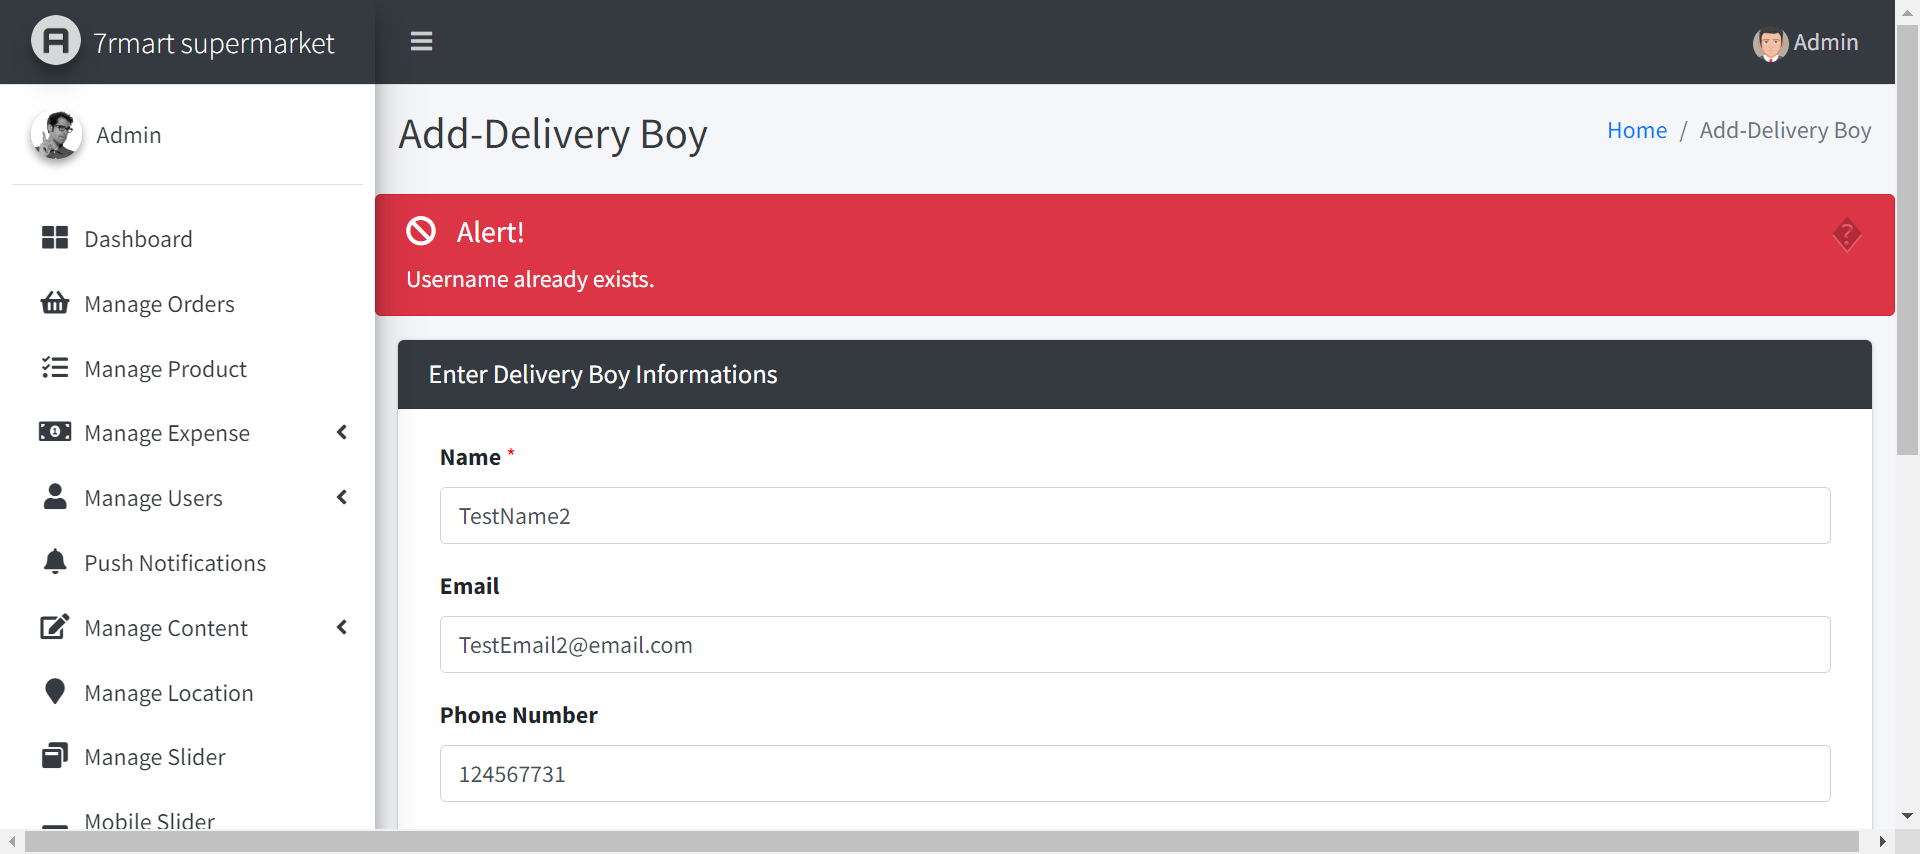 7rmart supermarket
Admin
Admin
Add-Delivery Boy
Home / Add-Delivery Boy
Alert!
Username already exists.
Dashboard
Manage Orders
Manage Product
Manage Expense
Manage Users
Push Notifications
Manage Content
Manage Location
Manage Slider
Mobile Slider
Enter Delivery Boy Informations
Name *
TestName2
Email
TestEmail2@email.com
Phone Number
124567731